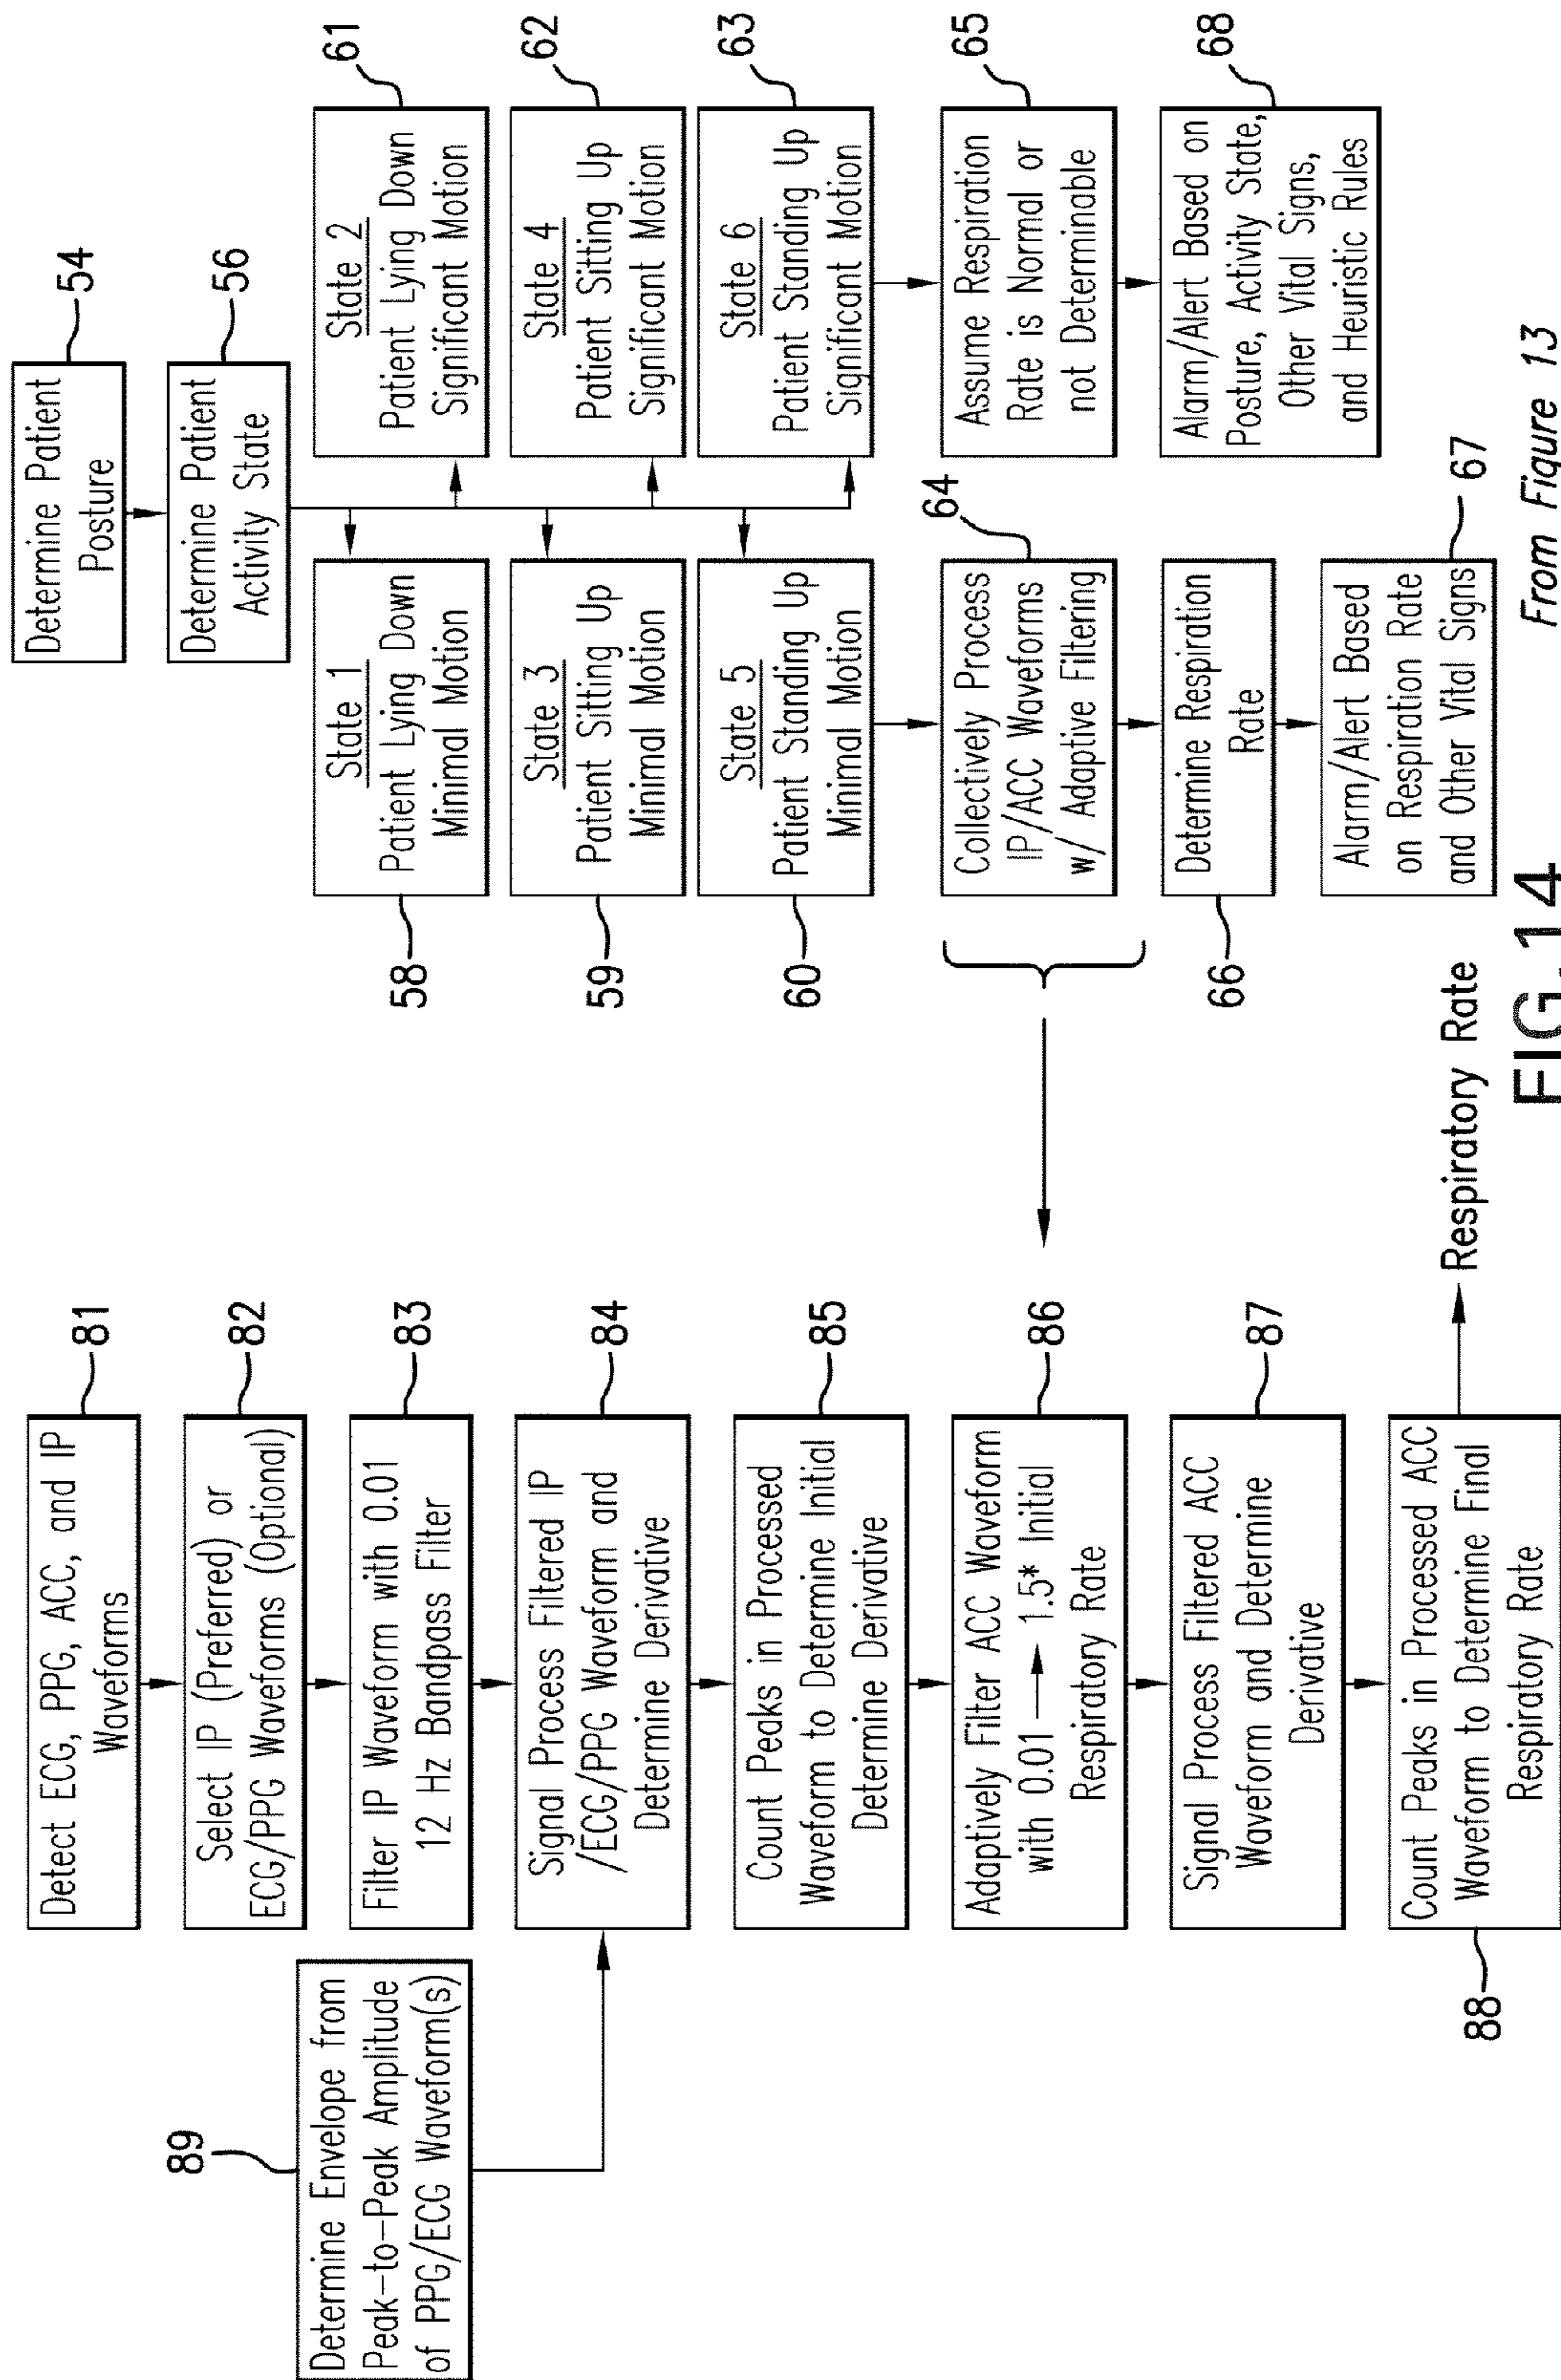 Determine Envelope from
Peak-to-Peak Amplitude
of PPG/ECG Waveform(s)
89
Detect ECG, PPG, ACC, and IP
Waveforms
81
Select IP (Preferred) or
ECG/PPG Waveforms (Optional)
82
Filter IP Waveform with 0.01
12 Hz Bandpass Filter
83
Signal Process Filtered IP
/ECG/PPG Waveform and
Determine Derivative
84
Count Peaks in Processed
Waveform to Determine Initial
Determine Derivative
85
Adaptively Filter ACC Waveform
with 0.01 → 1.5* Initial
Respiratory Rate
86
Signal Process Filtered ACC
Waveform and Determine
Derivative
87
Count Peaks in Processed ACC
Waveform to Determine Final
Respiratory Rate
88
Respiratory Rate
Determine Patient
Posture
54
Determine Patient
Activity State
56
State 1
Patient Lying Down
Minimal Motion
58
State 2
Patient Lying Down
Significant Motion
61
State 3
Patient Sitting Up
Minimal Motion
59
State 4
Patient Sitting Up
Significant Motion
62
State 5
Patient Standing Up
Minimal Motion
60
State 6
Patient Standing Up
Significant Motion
63
Collectively Process
IP/ACC Waveforms
w/ Adaptive Filtering
64
Assume Respiration
Rate is Normal or
not Determinable
65
Determine Respiration
Rate
66
Alarm/Alert Based on
Posture, Activity State,
Other Vital Signs,
and Heuristic Rules
68
Alarm/Alert Based
on Respiration Rate
and Other Vital Signs
67
From Figure 13
FIG. 14